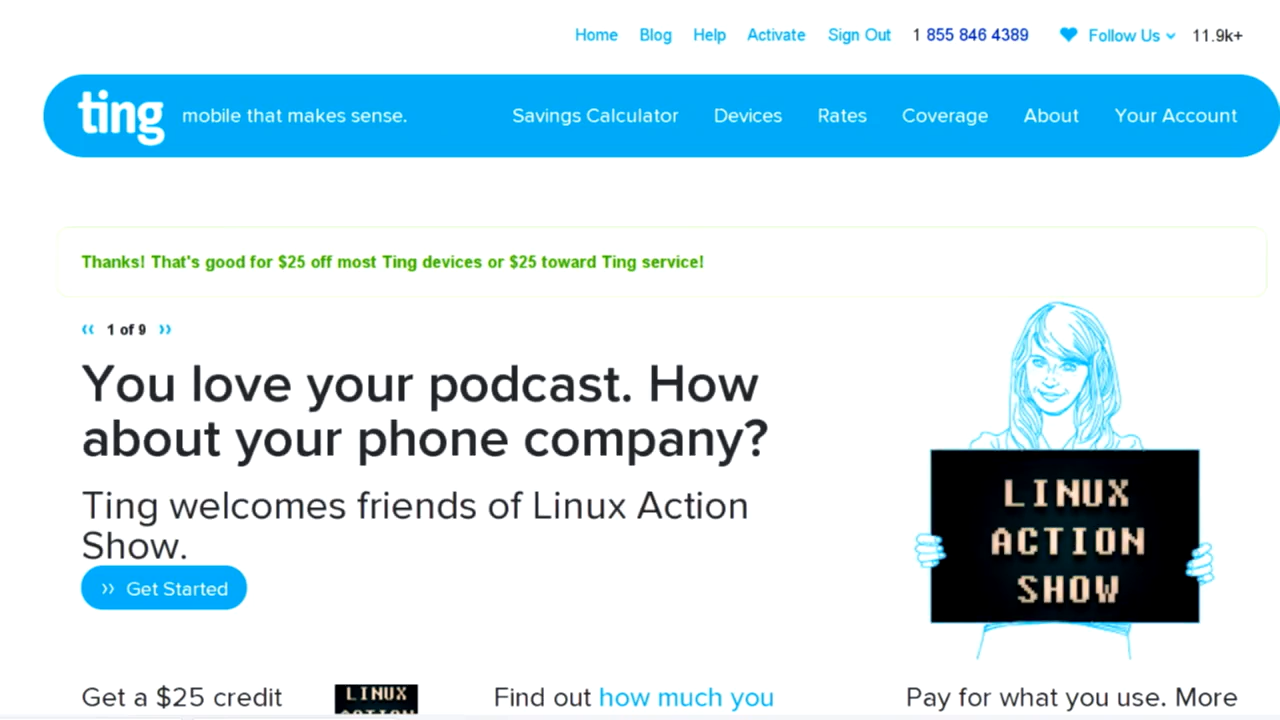 Home Blog Help Activate Sign Out 1 855 846 4389 Follow Us 11.9k+
ting mobile that makes sense. Savings Calculator Devices Rates Coverage About Your Account
Thanks! That's good for $25 off most Ting devices or $25 toward Ting service!
‹‹ 1 of 9 ››
You love your podcast. How
about your phone company?
Ting welcomes friends of Linux Action
Show.
›› Get Started
LINUX
ACTION
SHOW
Get a $25 credit
LINUX
ACTION
Find out how much you
Pay for what you use. More